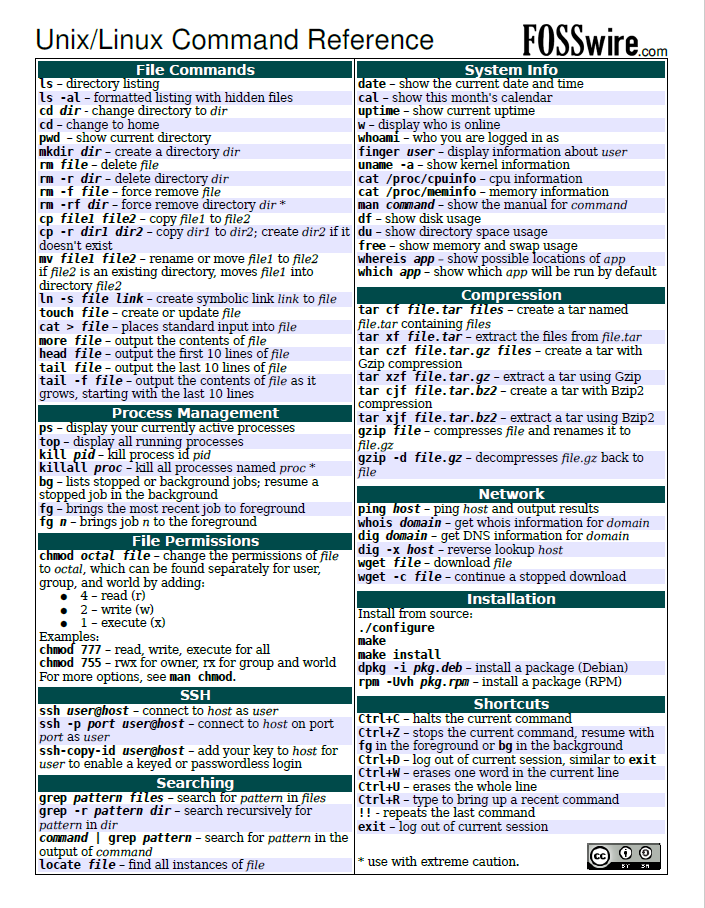 Unix/Linux Command Reference
FOSSwire.com
File Commands
ls – directory listing
ls -al – formatted listing with hidden files
cd dir - change directory to dir
cd – change to home
pwd – show current directory
mkdir dir – create a directory dir
rm file – delete file
rm -r dir – delete directory dir
rm -f file – force remove file
rm -rf dir – force remove directory dir *
cp file1 file2 – copy file1 to file2
cp -r dir1 dir2 – copy dir1 to dir2; create dir2 if it
doesn't exist
mv file1 file2 – rename or move file1 to file2
if file2 is an existing directory, moves file1 into
directory file2
ln -s file link – create symbolic link link to file
touch file – create or update file
cat > file – places standard input into file
more file – output the contents of file
head file – output the first 10 lines of file
tail file – output the last 10 lines of file
tail -f file – output the contents of file as it
grows, starting with the last 10 lines
Process Management
ps – display your currently active processes
top – display all running processes
kill pid – kill process id pid
killall proc – kill all processes named proc *
bg – lists stopped or background jobs; resume a
stopped job in the background
fg – brings the most recent job to foreground
fg n – brings job n to the foreground
File Permissions
chmod octal file – change the permissions of file
to octal, which can be found separately for user,
group, and world by adding:
● 4 – read (r)
● 2 – write (w)
● 1 – execute (x)
Examples:
chmod 777 – read, write, execute for all
chmod 755 – rwx for owner, rx for group and world
For more options, see man chmod.
SSH
ssh user@host – connect to host as user
ssh -p port user@host – connect to host on port
port as user
ssh-copy-id user@host – add your key to host for
user to enable a keyed or passwordless login
Searching
grep pattern files – search for pattern in files
grep -r pattern dir – search recursively for
pattern in dir
command | grep pattern – search for pattern in the
output of command
locate file – find all instances of file
System Info
date – show the current date and time
cal – show this month's calendar
uptime – show current uptime
w – display who is online
whoami – who you are logged in as
finger user – display information about user
uname -a – show kernel information
cat /proc/cpuinfo – cpu information
cat /proc/meminfo – memory information
man command – show the manual for command
df – show disk usage
du – show directory space usage
free – show memory and swap usage
whereis app – show possible locations of app
which app – show which app will be run by default
Compression
tar cf file.tar files – create a tar named
file.tar containing files
tar xf file.tar – extract the files from file.tar
tar czf file.tar.gz files – create a tar with
Gzip compression
tar xzf file.tar.gz – extract a tar using Gzip
tar cjf file.tar.bz2 – create a tar with Bzip2
compression
tar xjf file.tar.bz2 – extract a tar using Bzip2
gzip file – compresses file and renames it to
file.gz
gzip -d file.gz – decompresses file.gz back to
file
Network
ping host – ping host and output results
whois domain – get whois information for domain
dig domain – get DNS information for domain
dig -x host – reverse lookup host
wget file – download file
wget -c file – continue a stopped download
Installation
Install from source:
./configure
make
make install
dpkg -i pkg.deb – install a package (Debian)
rpm -Uvh pkg.rpm – install a package (RPM)
Shortcuts
Ctrl+C – halts the current command
Ctrl+Z – stops the current command, resume with
fg in the foreground or bg in the background
Ctrl+D – log out of current session, similar to exit
Ctrl+W – erases one word in the current line
Ctrl+U – erases the whole line
Ctrl+R – type to bring up a recent command
!! - repeats the last command
exit – log out of current session
* use with extreme caution.
cc
BY SA